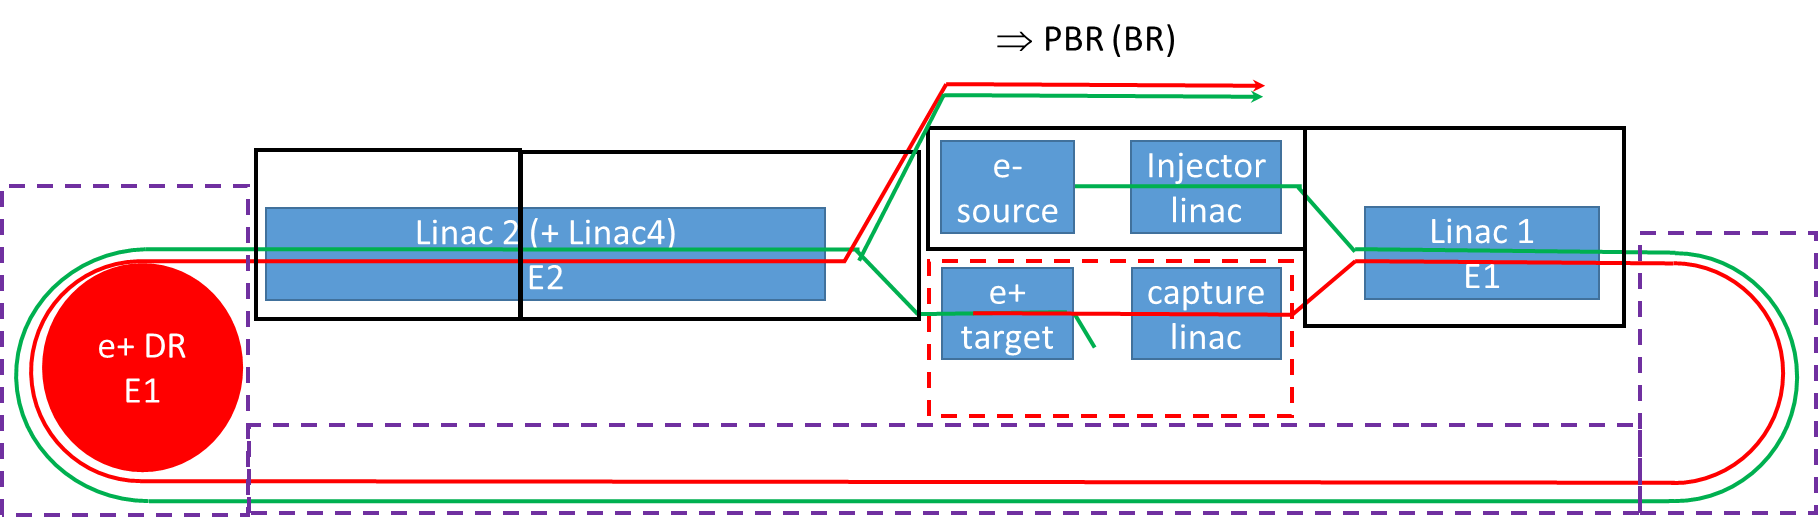 ⇒ PBR (BR)
e-
source
Injector
linac
Linac 2 (+ Linac4)
E2
Linac 1
E1
e+
target
capture
linac
e+ DR
E1